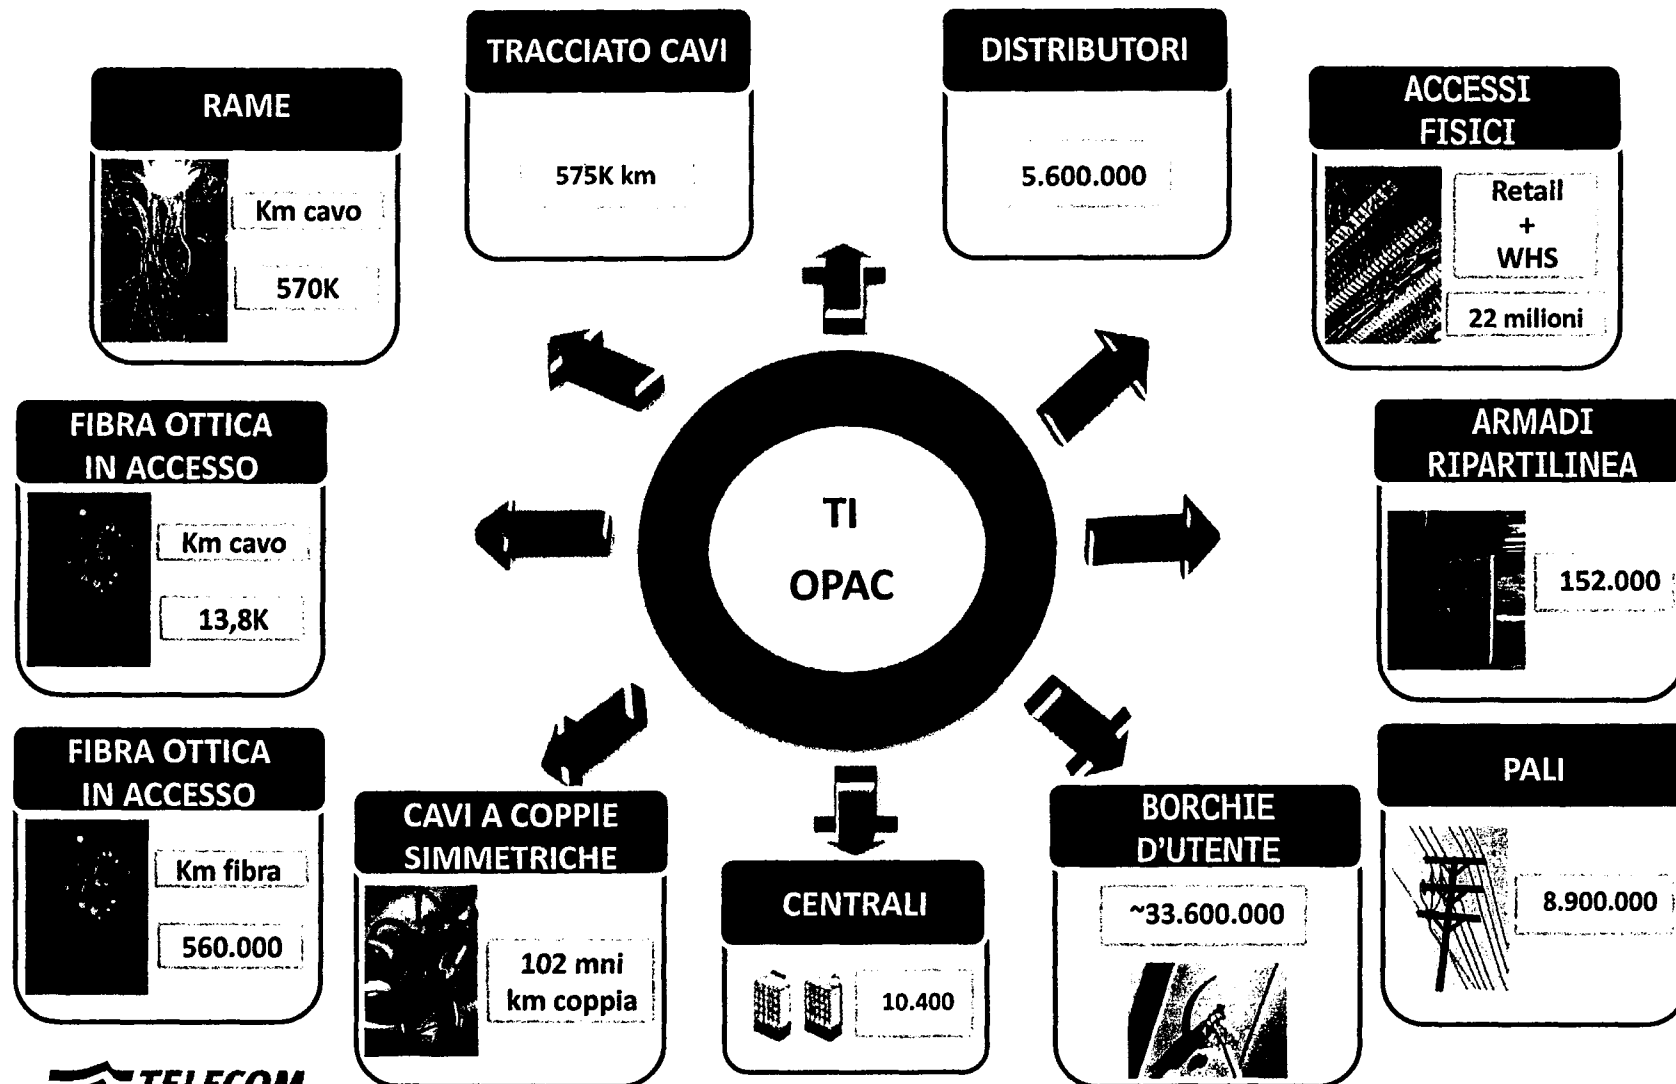 TRACCIATO CAVI
575K km
DISTRIBUTORI
5.600.000
RAME
Km cavo
570K
ACCESSI
FISICI
Retail
+
WHS
22 milioni
FIBRA OTTICA
IN ACCESSO
Km cavo
13,8K
TI
OPAC
ARMADI
RIPARTILINEA
152.000
FIBRA OTTICA
IN ACCESSO
Km fibra
560.000
CAVI A COPPIE
SIMMETRICHE
102 mni
km coppia
CENTRALI
10.400
BORCHIE
D'UTENTE
~33.600.000
PALI
8.900.000
TELECOM